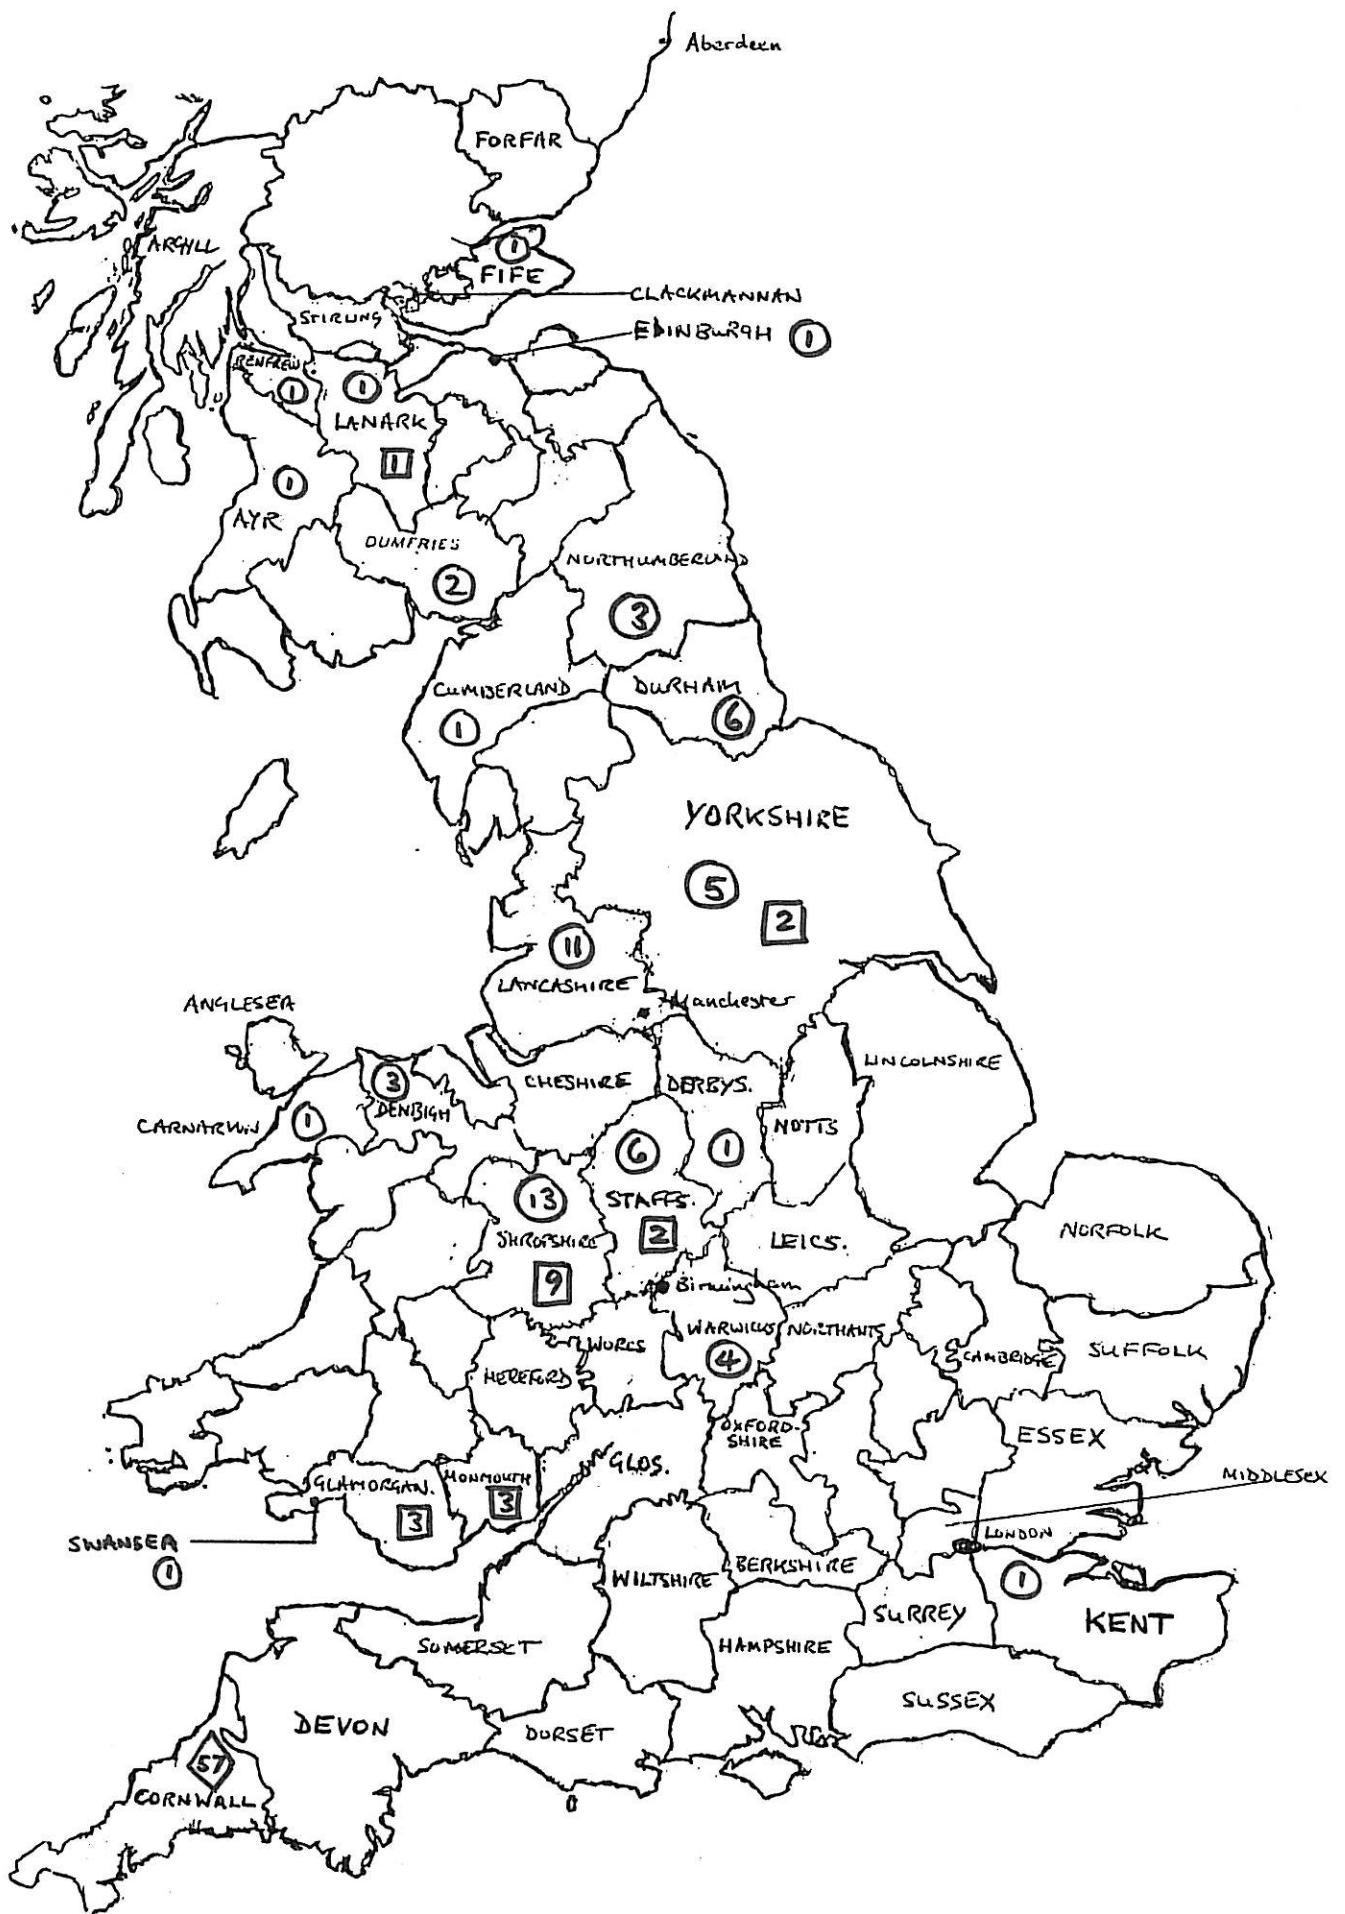 Aberdeen
FORFAR
ARGYLL
1
FIFE
CLACKMANNAN
STIRLING
EDINBURGH 1
RENFREW
1
1
LANARK
1
1
AYR
DUMFRIES
2
NORTHUMBERLAND
3
CUMBERLAND
1
DURHAM
6
YORKSHIRE
5
2
11
LANCASHIRE
Manchester
ANGLESEA
LINCOLNSHIRE
CHESHIRE
DERBYS.
3
DENBIGH
CARNARVON
1
NOTTS
6
1
13
STAFFS.
2
SHROPSHIRE
9
LEICS.
NORFOLK
Birmingham
WARWICKS
4
NORTHANTS
WORCS
HEREFORD
CAMBRIDGE
SUFFOLK
OXFORD-
SHIRE
ESSEX
GLOS.
MIDDLESEX
GLAMORGAN.
3
MONMOUTH
3
SWANSEA
1
LONDON
1
KENT
BERKSHIRE
WILTSHIRE
SURREY
HAMPSHIRE
SOMERSET
SUSSEX
DEVON
DORSET
57
CORNWALL